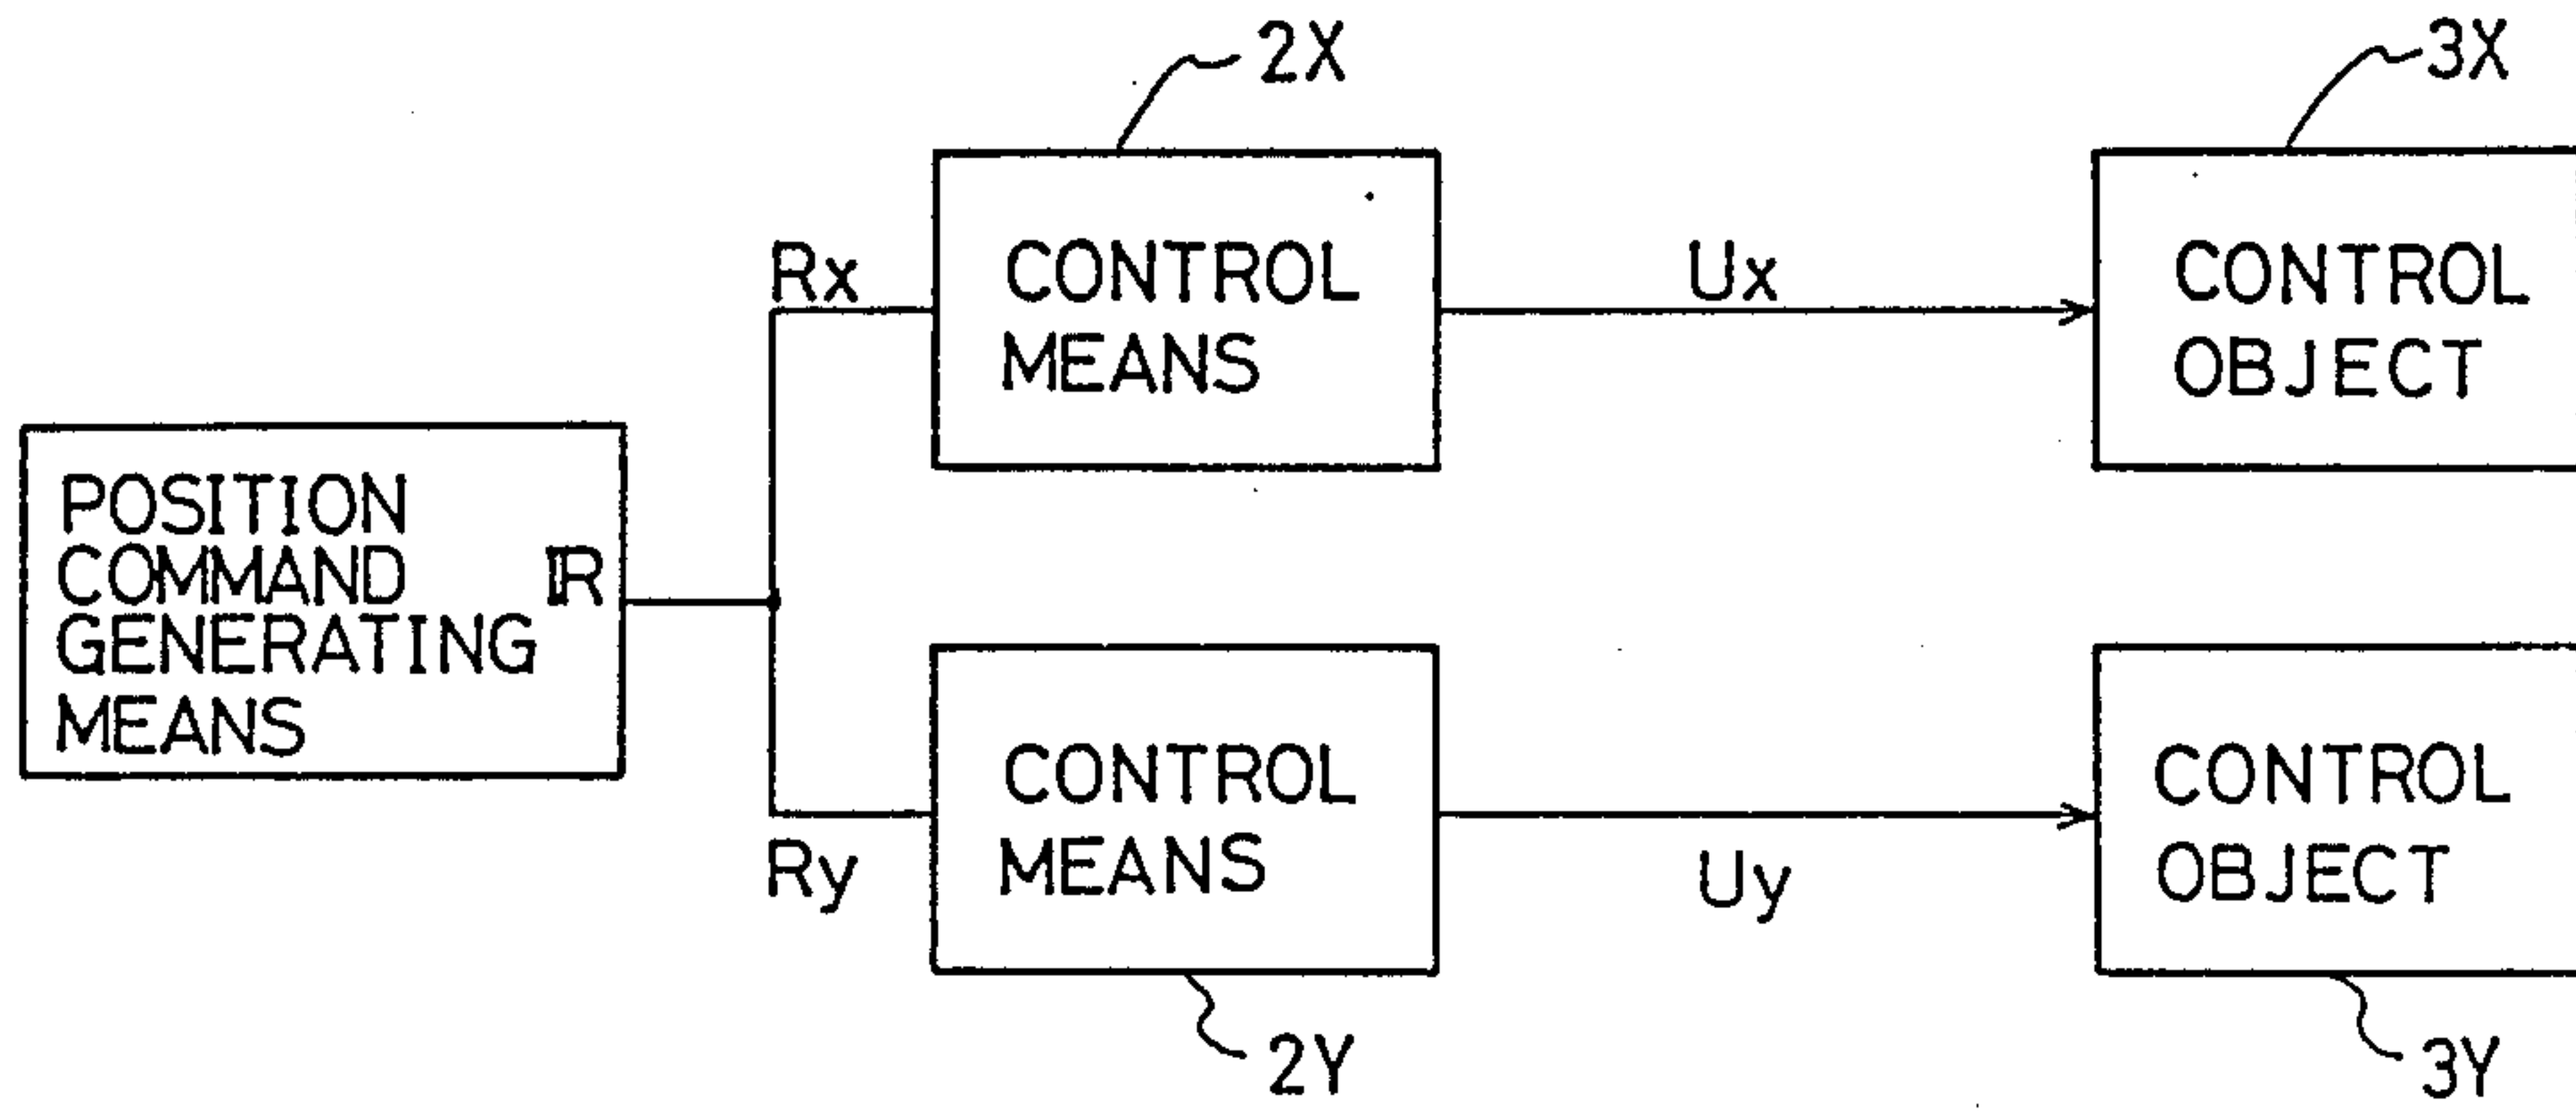 2X
3X
Rx
CONTROL
MEANS
Ux
CONTROL
OBJECT
POSITION
COMMAND
GENERATING
MEANS
ℝ
Ry
CONTROL
MEANS
Uy
CONTROL
OBJECT
2Y
3Y